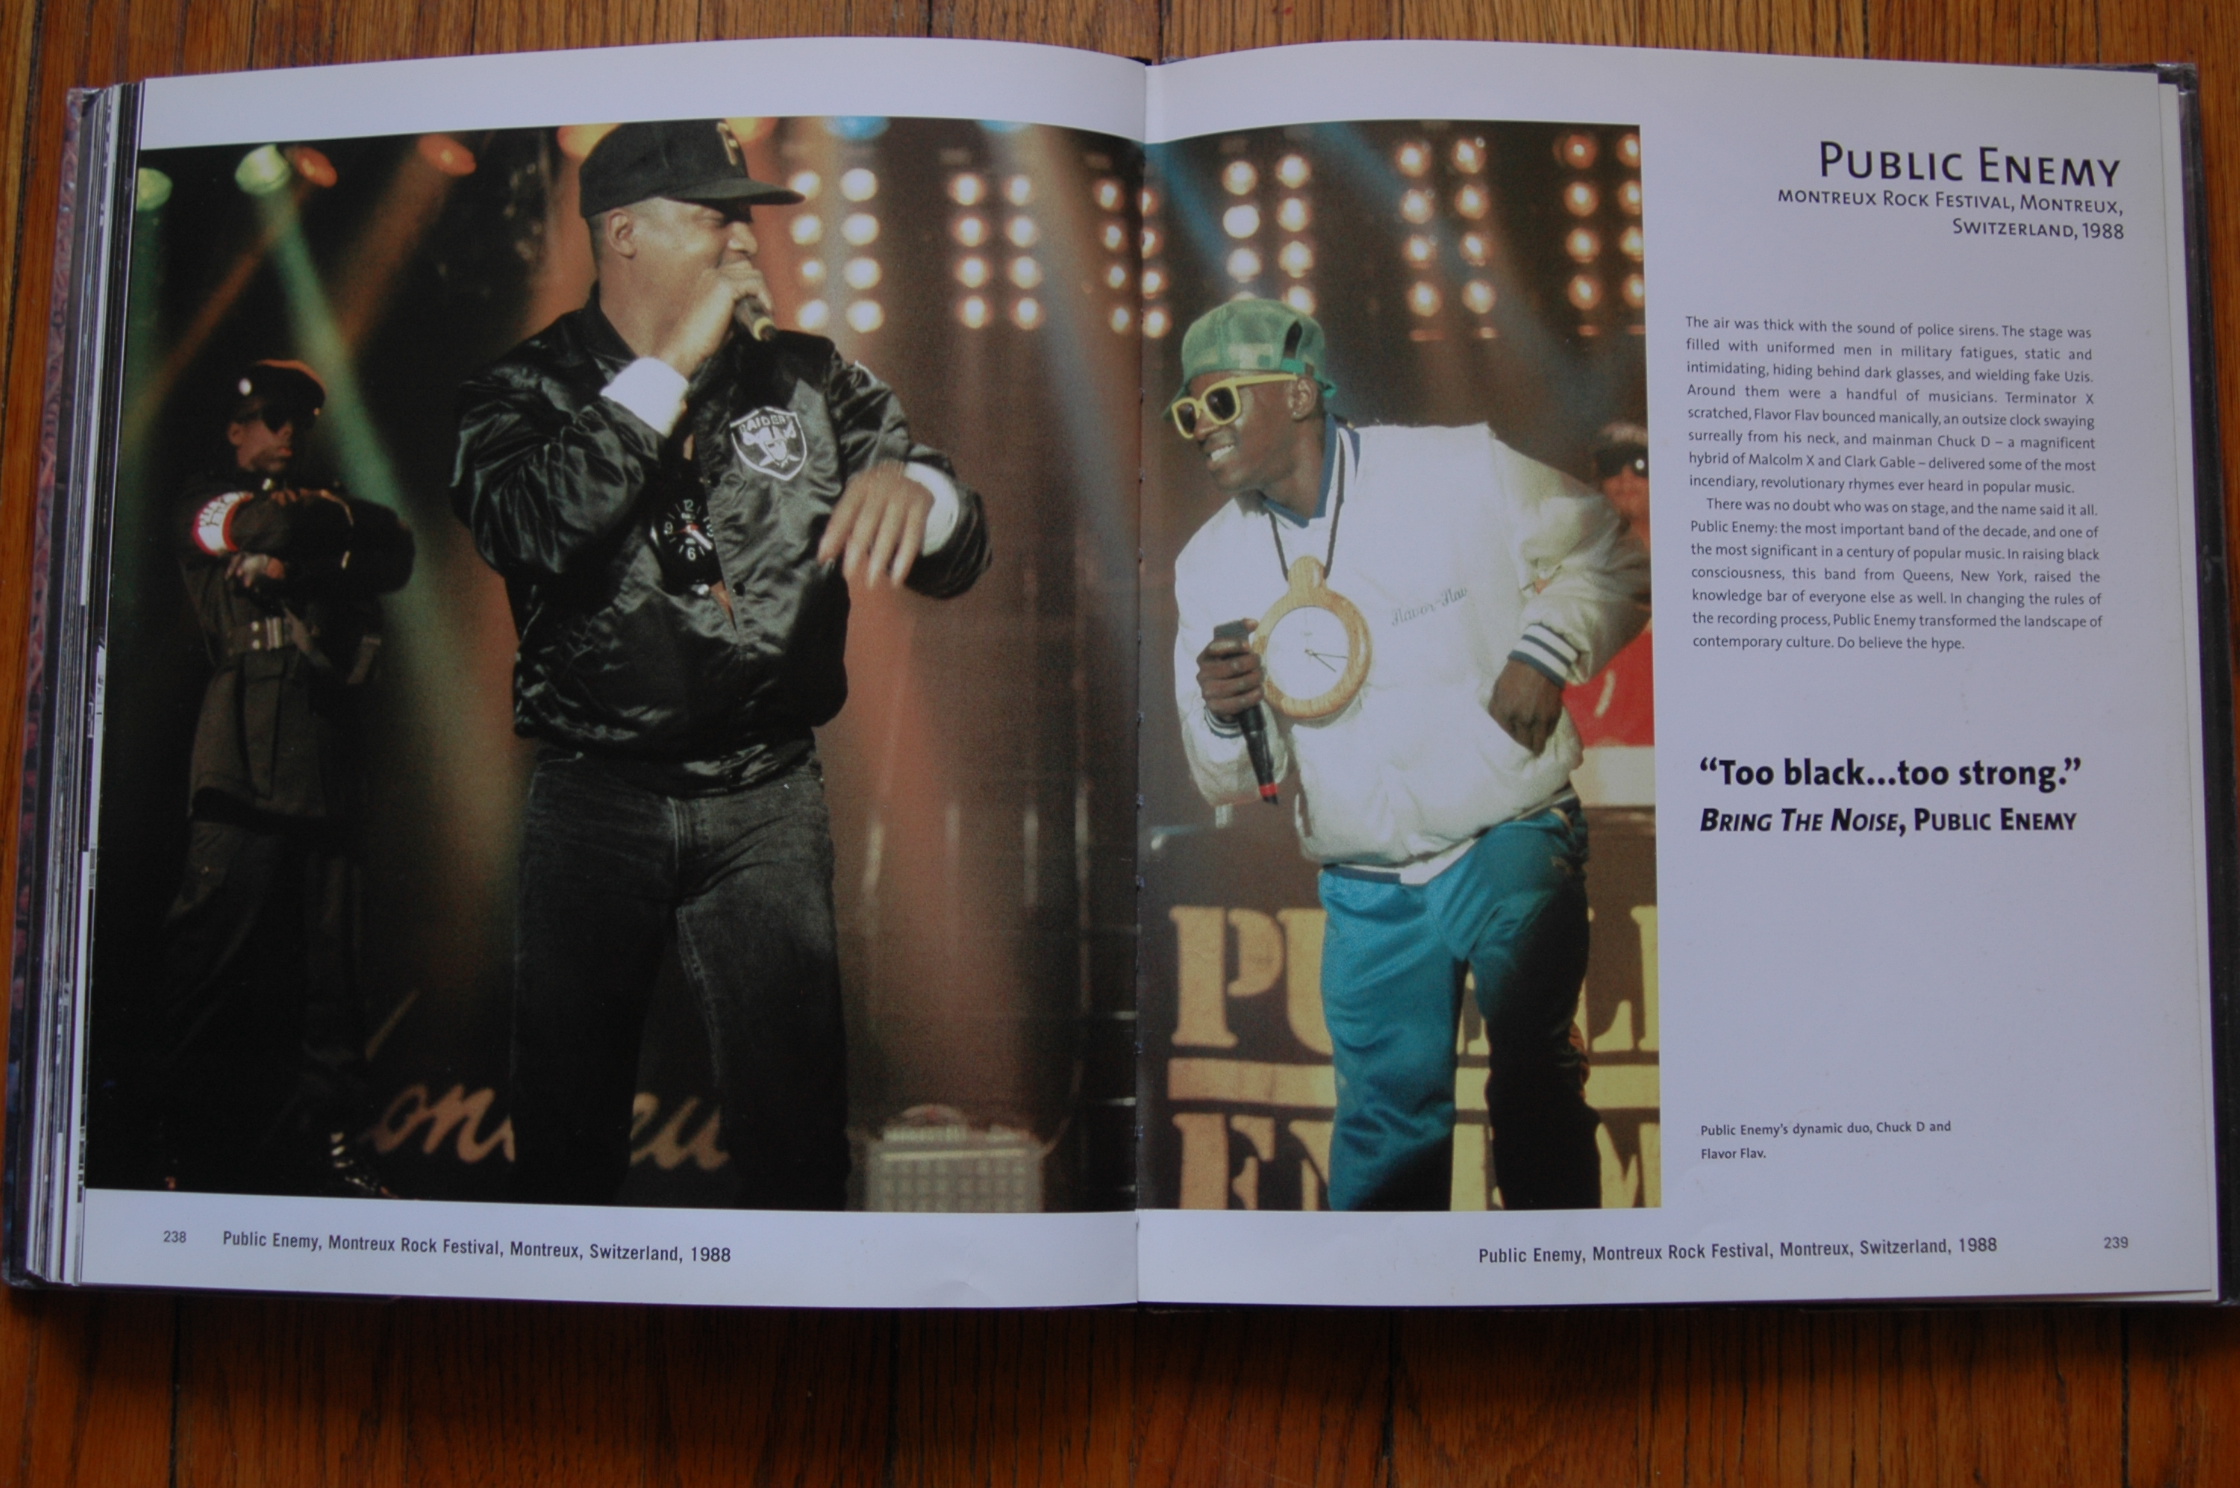 RAIDERS
12
9
6
Flavor Flav
PUBLIC
ENEMY
238
Public Enemy, Montreux Rock Festival, Montreux, Switzerland, 1988
PUBLIC ENEMY
MONTREUX ROCK FESTIVAL, MONTREUX,
SWITZERLAND, 1988
The air was thick with the sound of police sirens. The stage was
filled with uniformed men in military fatigues, static and
intimidating, hiding behind dark glasses, and wielding fake Uzis.
Around them were a handful of musicians. Terminator X
scratched, Flavor Flav bounced manically, an outsize clock swaying
surreally from his neck, and mainman Chuck D – a magnificent
hybrid of Malcolm X and Clark Gable – delivered some of the most
incendiary, revolutionary rhymes ever heard in popular music.
There was no doubt who was on stage, and the name said it all.
Public Enemy: the most important band of the decade, and one of
the most significant in a century of popular music. In raising black
consciousness, this band from Queens, New York, raised the
knowledge bar of everyone else as well. In changing the rules of
the recording process, Public Enemy transformed the landscape of
contemporary culture. Do believe the hype.
“Too black...too strong.”
BRING THE NOISE, PUBLIC ENEMY
Public Enemy’s dynamic duo, Chuck D and
Flavor Flav.
Public Enemy, Montreux Rock Festival, Montreux, Switzerland, 1988
239